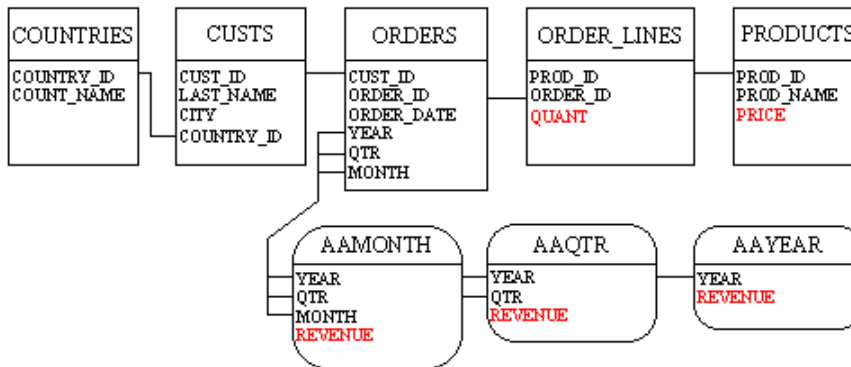 COUNTRIES
COUNTRY_ID
COUNT_NAME
CUSTS
CUST_ID
LAST_NAME
CITY
COUNTRY_ID
ORDERS
CUST_ID
ORDER_ID
ORDER_DATE
YEAR
QTR
MONTH
ORDER_LINES
PROD_ID
ORDER_ID
QUANT
PRODUCTS
PROD_ID
PROD_NAME
PRICE
AAMONTH
YEAR
QTR
MONTH
REVENUE
AAQTR
YEAR
QTR
REVENUE
AAYEAR
YEAR
REVENUE